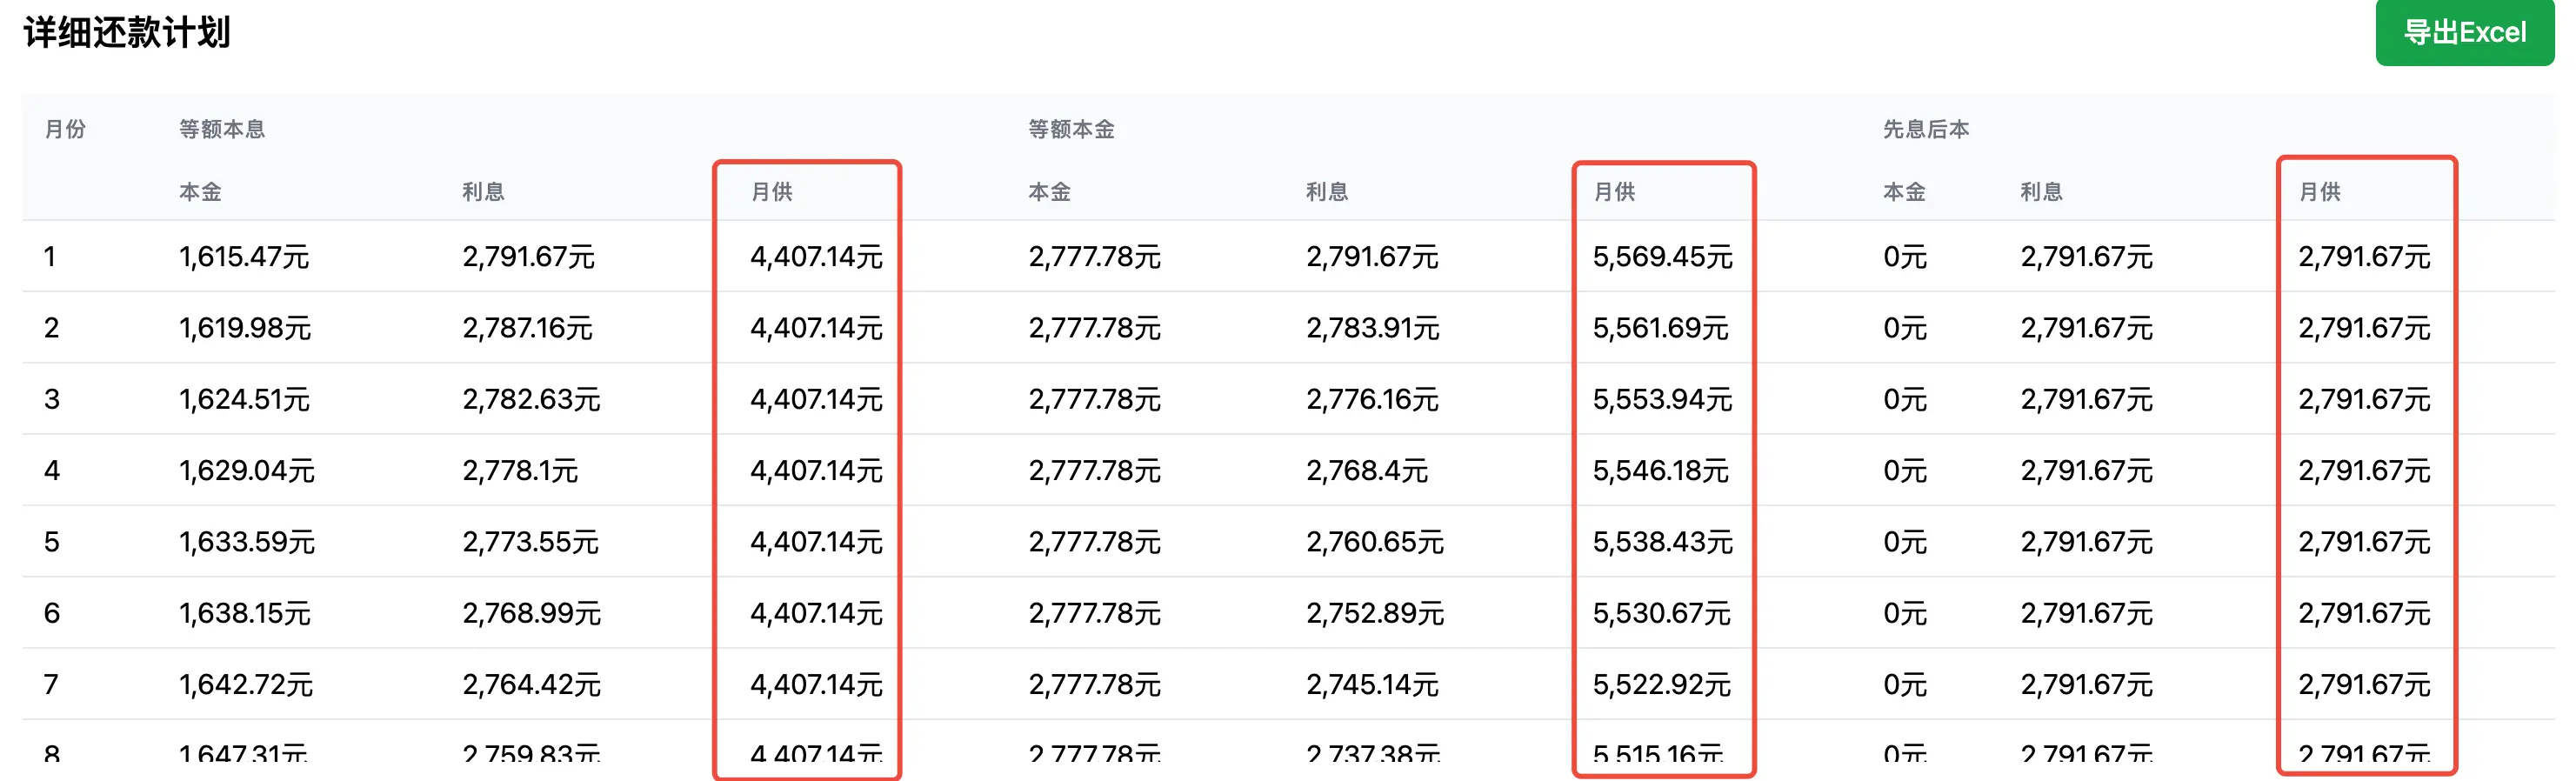 详细还款计划 导出Excel
月份 等额本息 等额本金 先息后本
本金 利息 月供 本金 利息 月供 本金 利息 月供
1 1,615.47元 2,791.67元 4,407.14元 2,777.78元 2,791.67元 5,569.45元 0元 2,791.67元 2,791.67元
2 1,619.98元 2,787.16元 4,407.14元 2,777.78元 2,783.91元 5,561.69元 0元 2,791.67元 2,791.67元
3 1,624.51元 2,782.63元 4,407.14元 2,777.78元 2,776.16元 5,553.94元 0元 2,791.67元 2,791.67元
4 1,629.04元 2,778.1元 4,407.14元 2,777.78元 2,768.4元 5,546.18元 0元 2,791.67元 2,791.67元
5 1,633.59元 2,773.55元 4,407.14元 2,777.78元 2,760.65元 5,538.43元 0元 2,791.67元 2,791.67元
6 1,638.15元 2,768.99元 4,407.14元 2,777.78元 2,752.89元 5,530.67元 0元 2,791.67元 2,791.67元
7 1,642.72元 2,764.42元 4,407.14元 2,777.78元 2,745.14元 5,522.92元 0元 2,791.67元 2,791.67元
8 1,647.31元 2,759.83元 4,407.14元 2,777.78元 2,737.38元 5,515.16元 0元 2,791.67元 2,791.67元